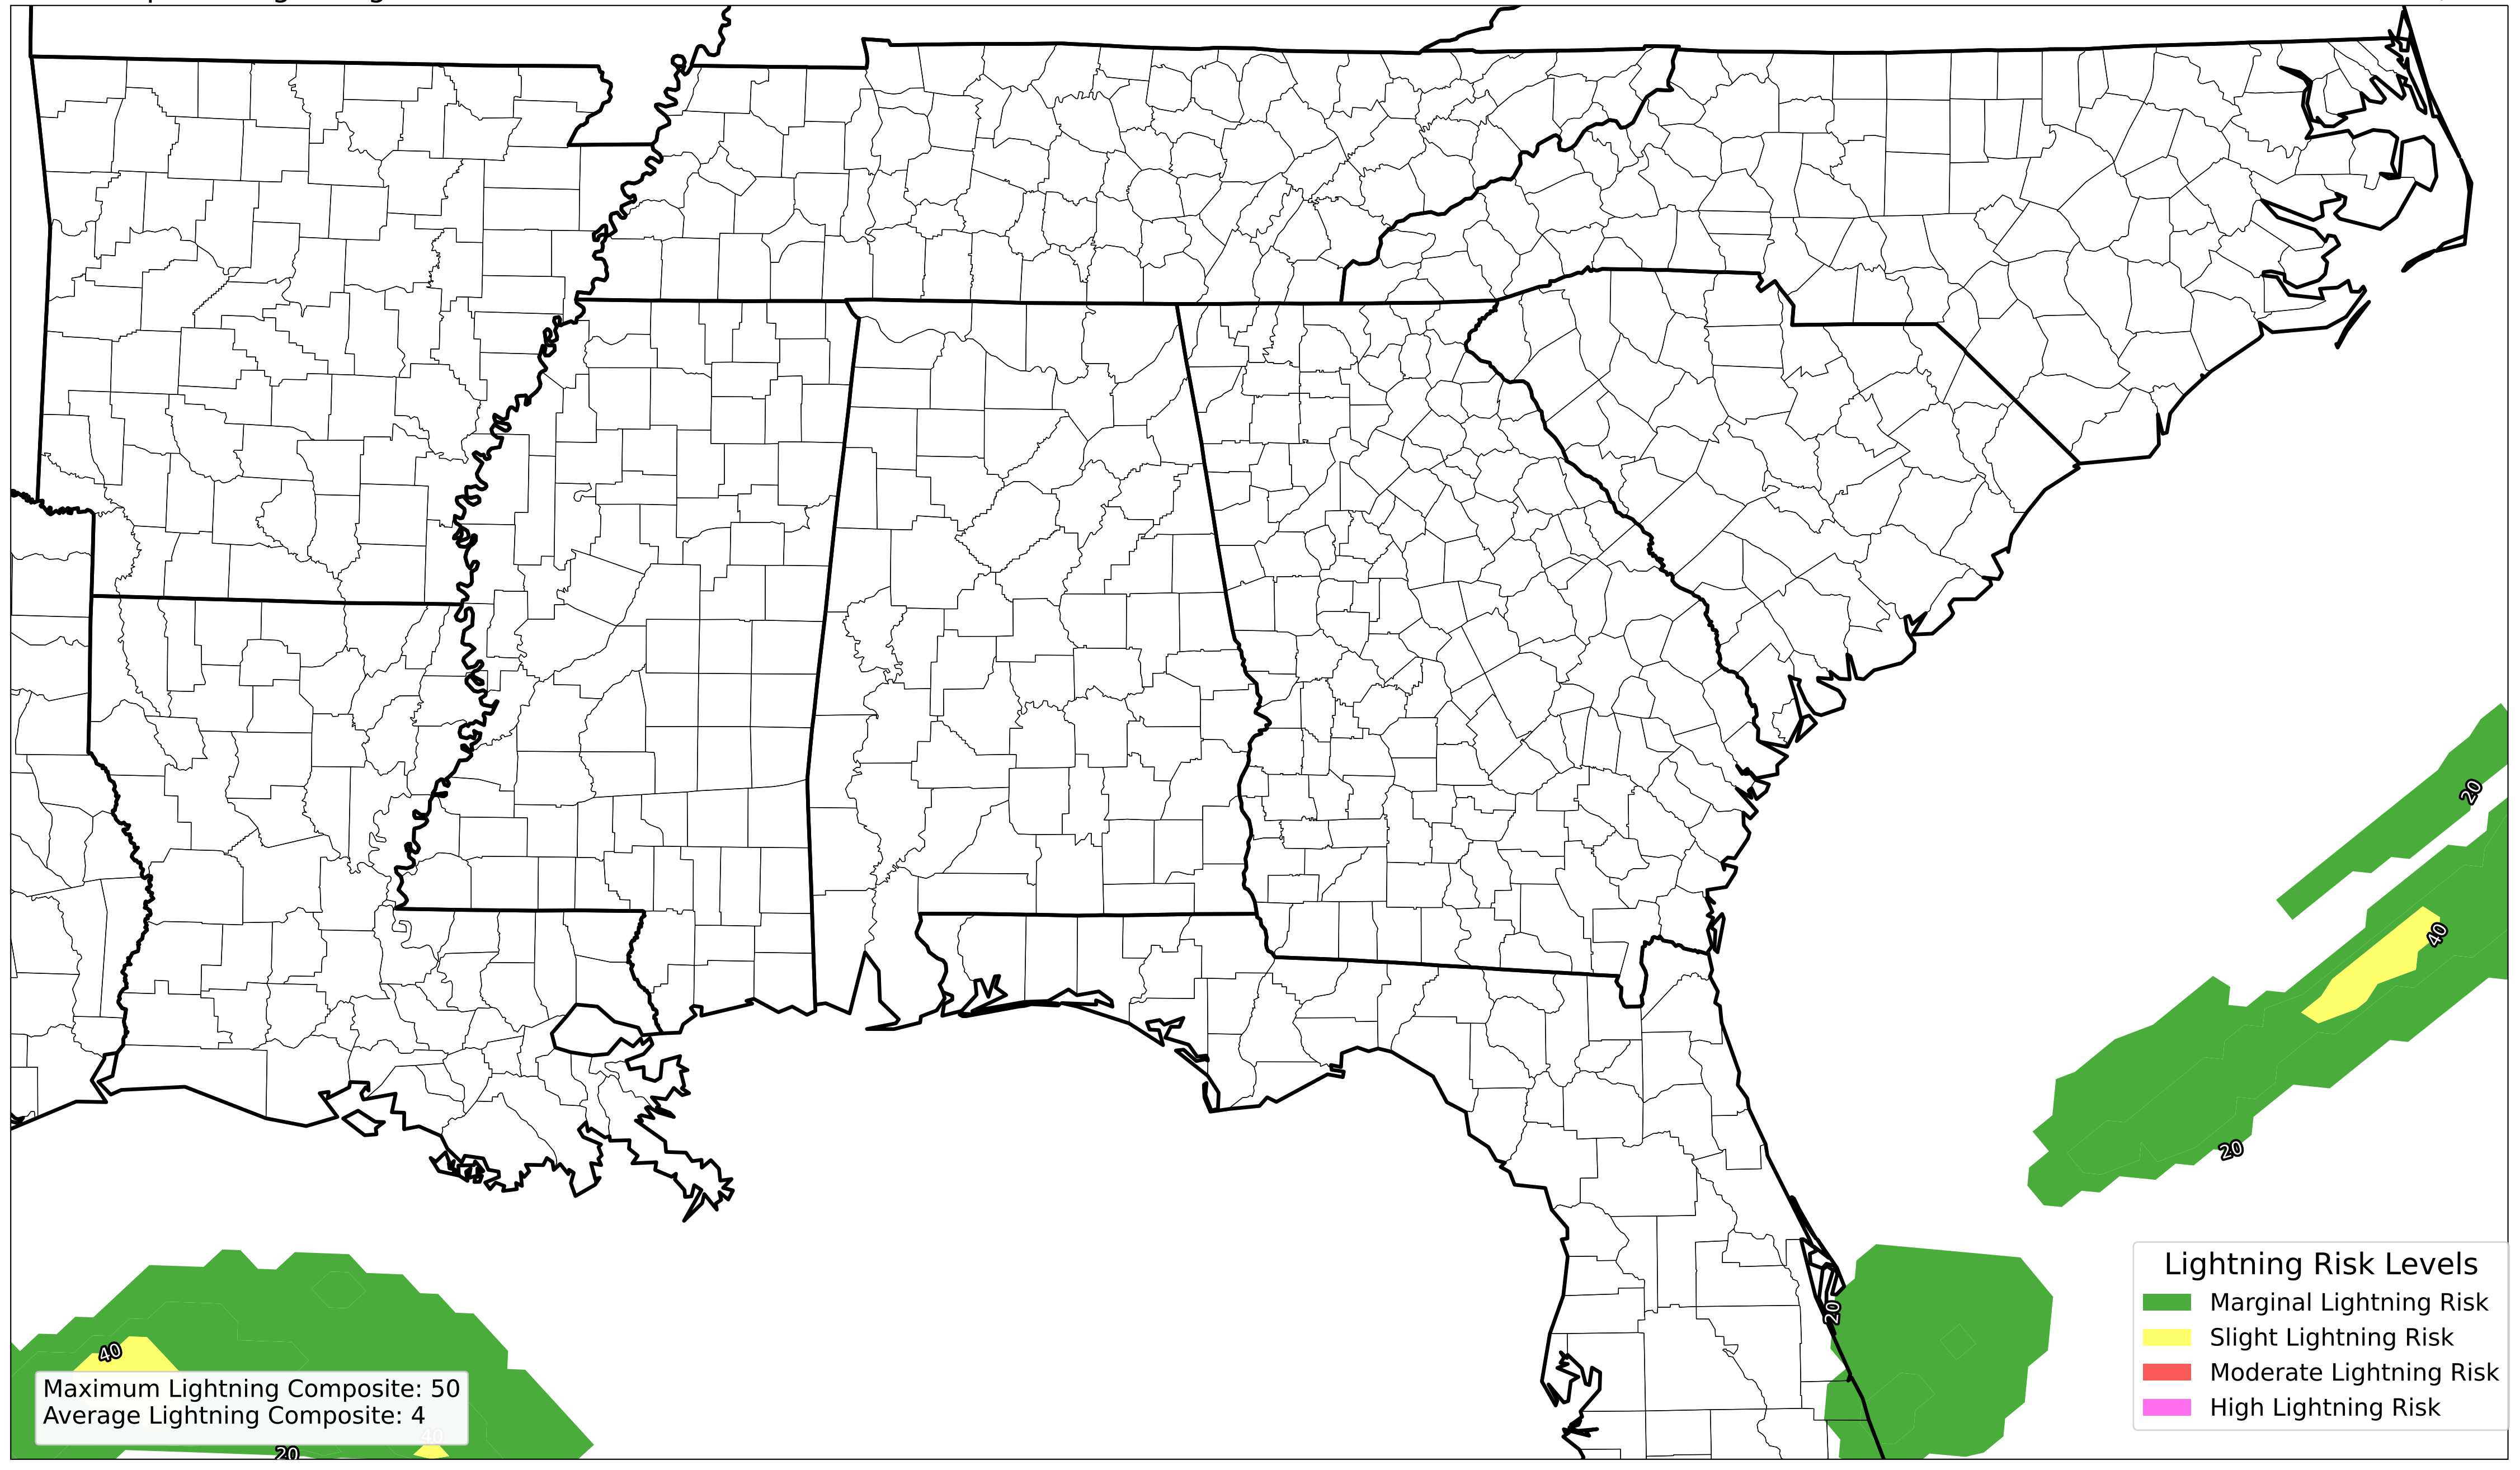 20
40
20
20
40
Maximum Lightning Composite: 50
Average Lightning Composite: 4
40
20
Lightning Risk Levels
Marginal Lightning Risk
Slight Lightning Risk
Moderate Lightning Risk
High Lightning Risk